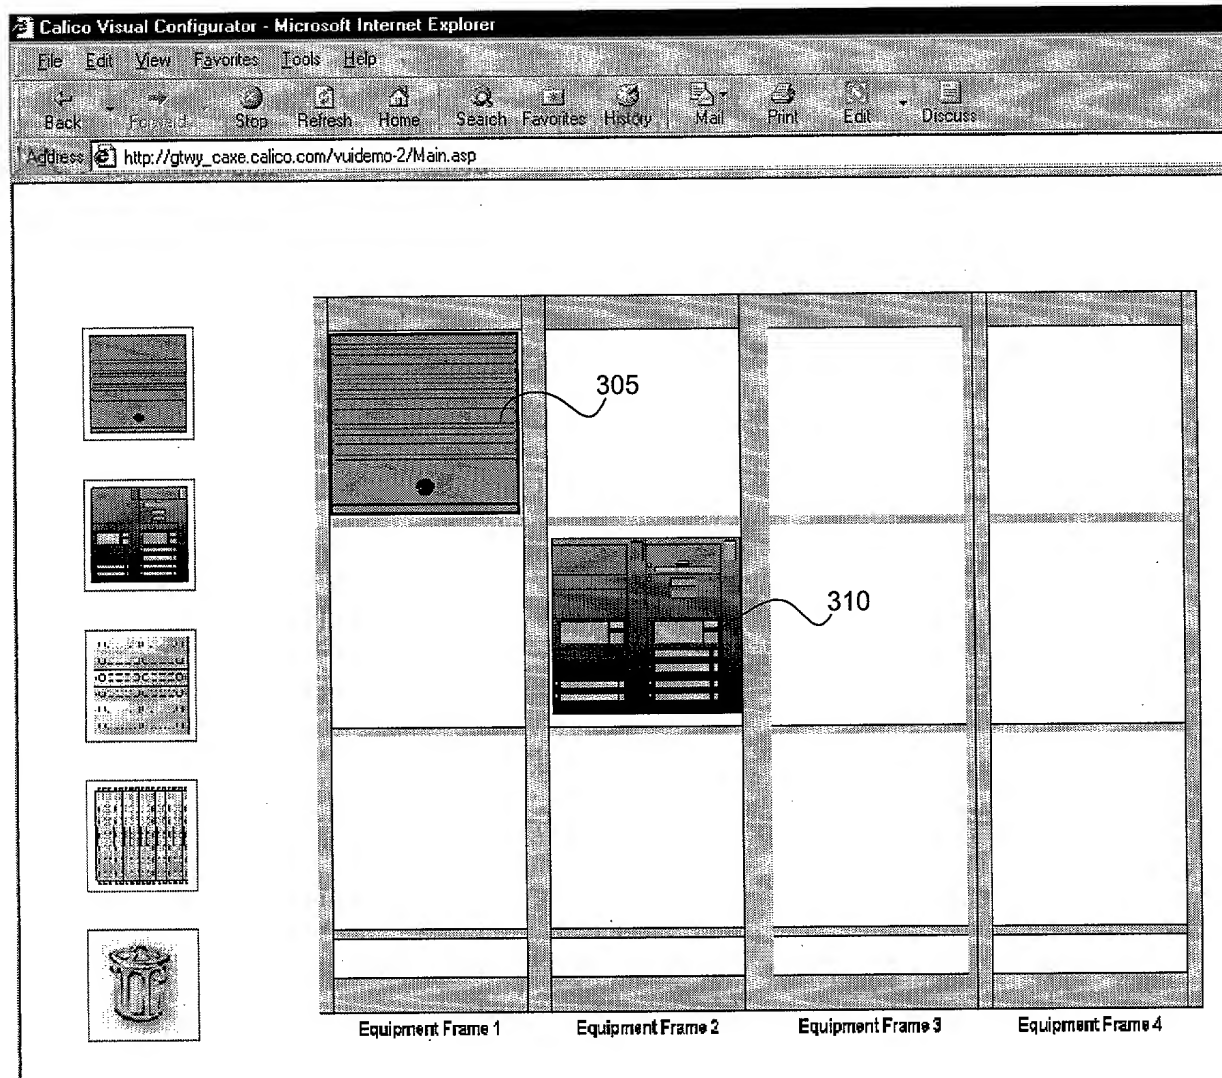 Calico Visual Configurator - Microsoft Internet Explorer
File Edit View Favorites Tools Help
Back Forward Stop Refresh Home Search Favorites History Mail Print Edit Discuss
Address http://gtwy_caxe.calico.com/vuidemo-2/Main.asp
305
310
Equipment Frame 1 Equipment Frame 2 Equipment Frame 3 Equipment Frame 4